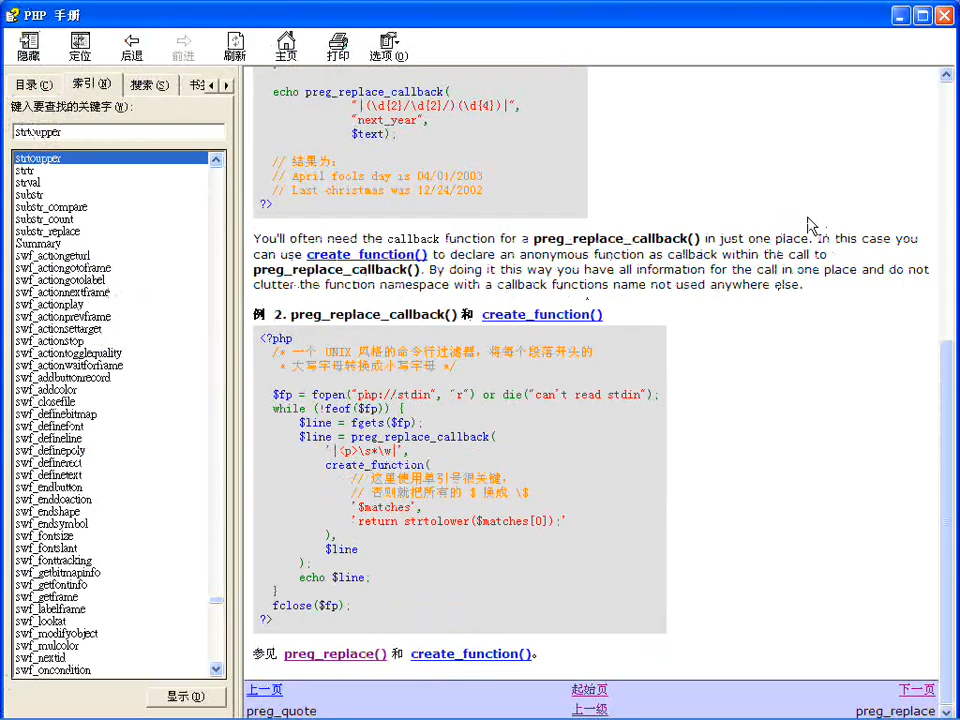 PHP 手册
隐藏 定位 后退 前进 刷新 主页 打印 选项(O)
目录(C) 索引(N) 搜索(S)
键入要查找的关键字(W):
strtoupper
strtoupper
strtr
strval
substr
substr_compare
substr_count
substr_replace
Summary
swf_actiongeturl
swf_actiongotoframe
swf_actiongotolabel
swf_actionnextframe
swf_actionplay
swf_actionprevframe
swf_actionsettarget
swf_actionstop
swf_actiontogglequality
swf_actionwaitforframe
swf_addbuttonrecord
swf_addcolor
swf_closefile
swf_definebitmap
swf_definefont
swf_defineline
swf_definepoly
swf_definerect
swf_definetext
swf_endbutton
swf_enddoaction
swf_endshape
swf_endsymbol
swf_fontsize
swf_fontslant
swf_fonttracking
swf_getbitmapinfo
swf_getfontinfo
swf_getframe
swf_labelframe
swf_lookat
swf_modifyobject
swf_mulcolor
swf_nextid
swf_oncondition
显示(D)
echo preg_replace_callback(
"|(\d{2}/\d{2}/)(\d{4})|",
"next_year",
$text);
// 结果为:
// April fools day is 04/01/2003
// Last christmas was 12/24/2002
?>
You'll often need the callback function for a preg_replace_callback() in just one place. In this case you
can use create_function() to declare an anonymous function as callback within the call to
preg_replace_callback(). By doing it this way you have all information for the call in one place and do not
clutter the function namespace with a callback functions name not used anywhere else.
例 2. preg_replace_callback() 和 create_function()
<?php
/* 一个 UNIX 风格的命令行过滤器，将每个段落开头的
* 大写字母转换成小写字母 */
$fp = fopen("php://stdin", "r") or die("can't read stdin");
while (!feof($fp)) {
$line = fgets($fp);
$line = preg_replace_callback(
'|<p>\s*\w|',
create_function(
// 这里使用单引号很关键，
// 否则就把所有的 $ 换成 \$
'$matches',
'return strtolower($matches[0]);'
),
$line
);
echo $line;
}
fclose($fp);
?>
参见 preg_replace() 和 create_function()。
上一页 起始页 下一页
preg_quote 上一级 preg_replace